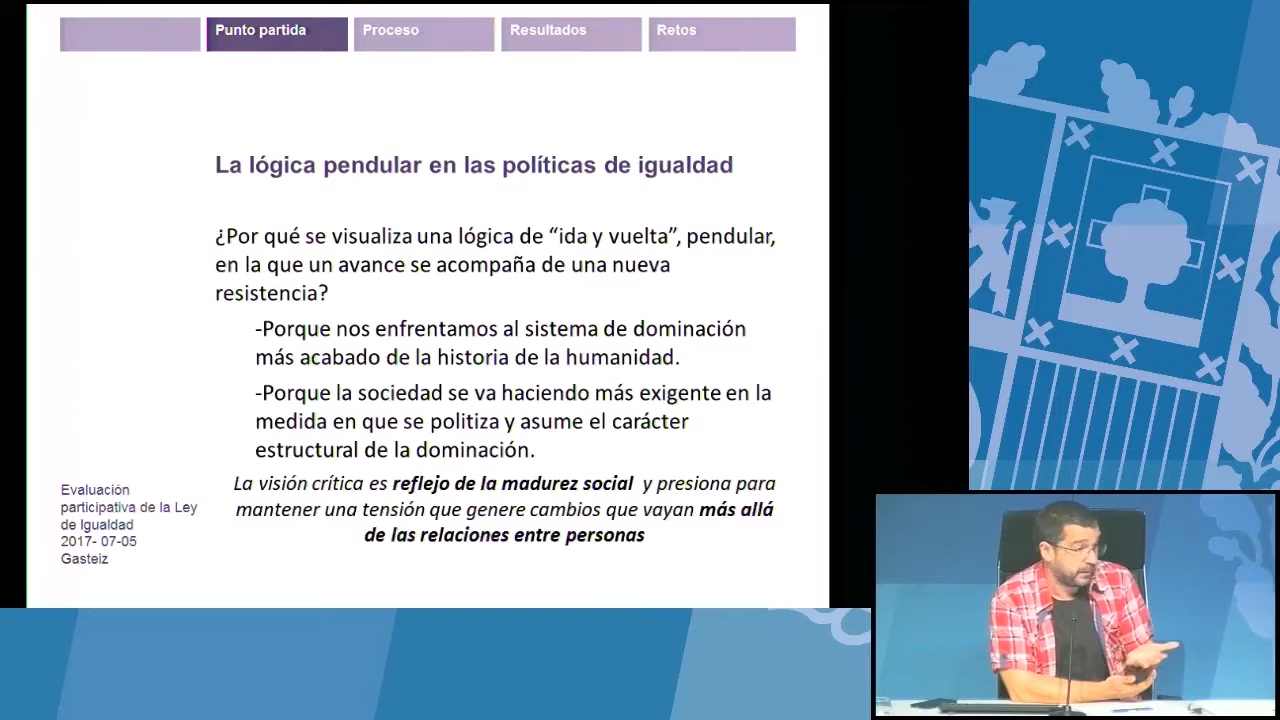 Punto partida
Proceso
Resultados
Retos
La lógica pendular en las políticas de igualdad
¿Por qué se visualiza una lógica de “ida y vuelta”, pendular,
en la que un avance se acompaña de una nueva
resistencia?
-Porque nos enfrentamos al sistema de dominación
más acabado de la historia de la humanidad.
-Porque la sociedad se va haciendo más exigente en la
medida en que se politiza y asume el carácter
estructural de la dominación.
La visión crítica es reflejo de la madurez social y presiona para
mantener una tensión que genere cambios que vayan más allá
de las relaciones entre personas
Evaluación
participativa de la Ley
de Igualdad
2017- 07-05
Gasteiz